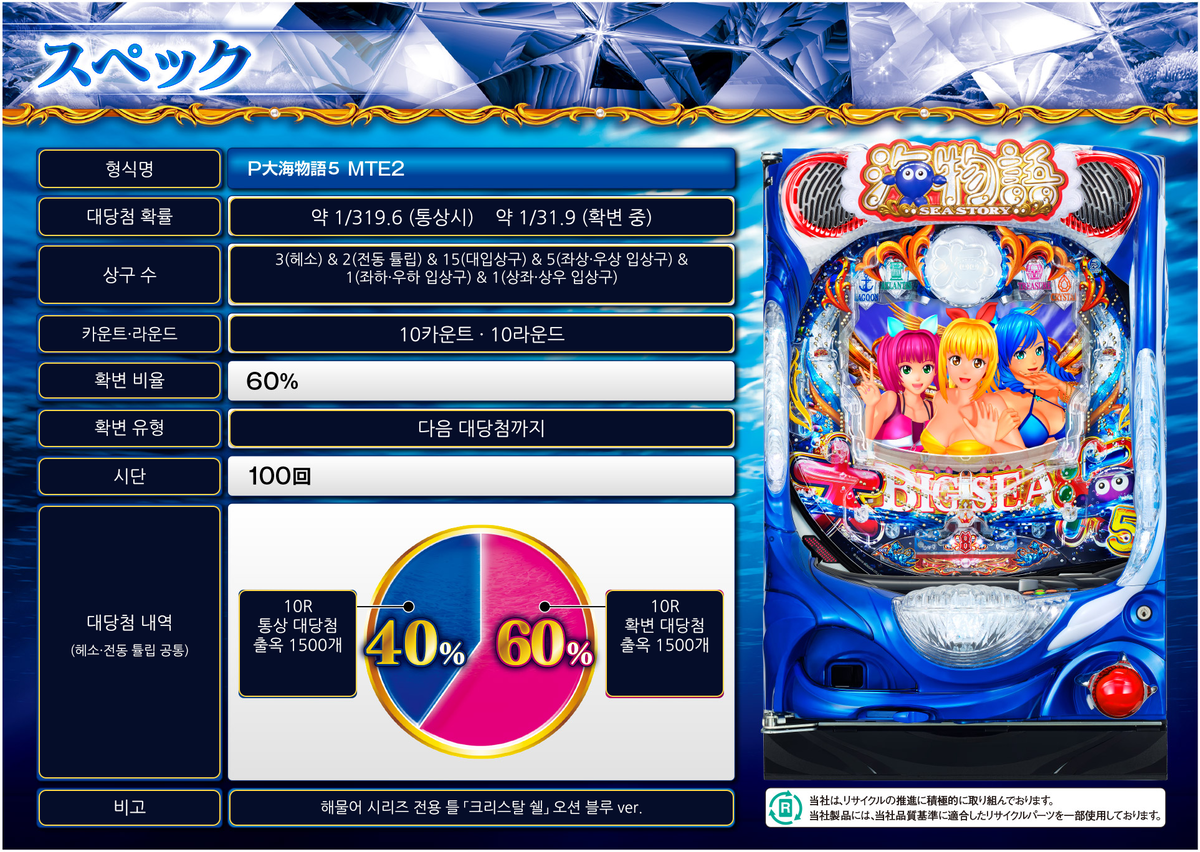 スペック
형식명
P大海物語5 MTE2
대당첨 확률
약 1/319.6 (통상시) 약 1/31.9 (확변 중)
상구 수
3(헤소) & 2(전동 튤립) & 15(대입상구) & 5(좌상·우상 입상구) &
1(좌하·우하 입상구) & 1(상좌·상우 입상구)
카운트·라운드
10카운트 · 10라운드
확변 비율
60%
확변 유형
다음 대당첨까지
시단
100回
대당첨 내역
(헤소·전동 튤립 공통)
10R
통상 대당첨
출옥 1500개
40%
60%
10R
확변 대당첨
출옥 1500개
비고
해물어 시리즈 전용 틀 ｢크리스탈 쉘｣ 오션 블루 ver.
海物語
SEA STORY
LAGOON
ATLANTIS
TREASURE
CRYSTAL
BIG SEA
5
R
当社は、リサイクルの推進に積極的に取り組んでおります。
当社製品には、当社品質基準に適合したリサイクルパーツを一部使用しております。